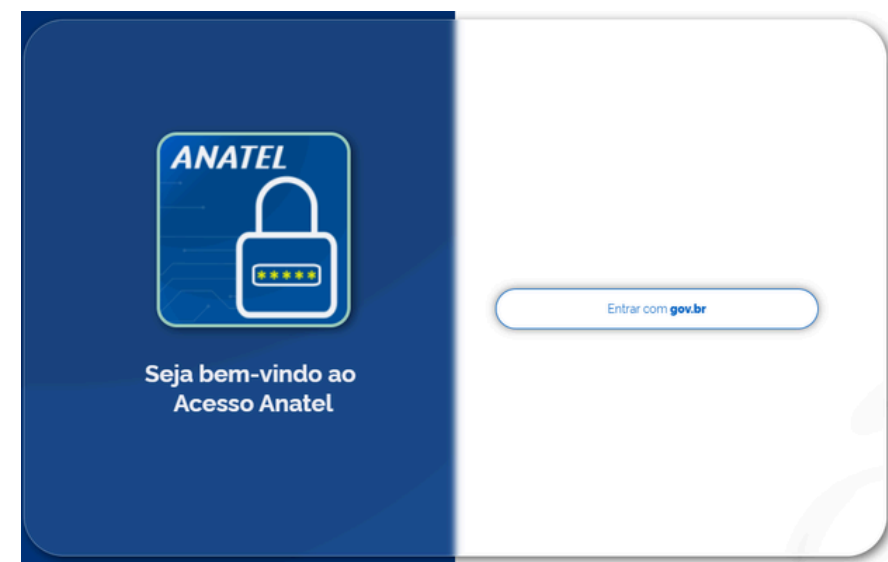 ANATEL
*****
Seja bem-vindo ao
Acesso Anatel
Entrar com gov.br